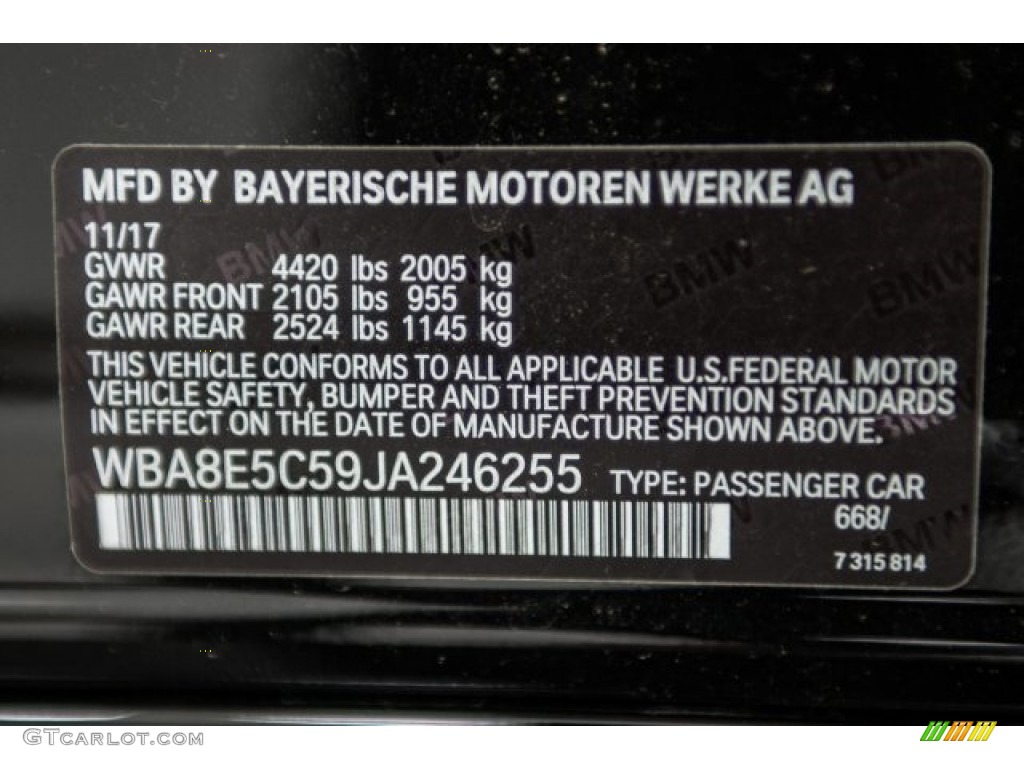 MFD BY BAYERISCHE MOTOREN WERKE AG
11/17
GVWR 4420 lbs 2005 kg
GAWR FRONT 2105 lbs 955 kg
GAWR REAR 2524 lbs 1145 kg
THIS VEHICLE CONFORMS TO ALL APPLICABLE U.S.FEDERAL MOTOR
VEHICLE SAFETY, BUMPER AND THEFT PREVENTION STANDARDS
IN EFFECT ON THE DATE OF MANUFACTURE SHOWN ABOVE.
WBA8E5C59JA246255 TYPE: PASSENGER CAR
668/
7 315 814
GTCarLot.com